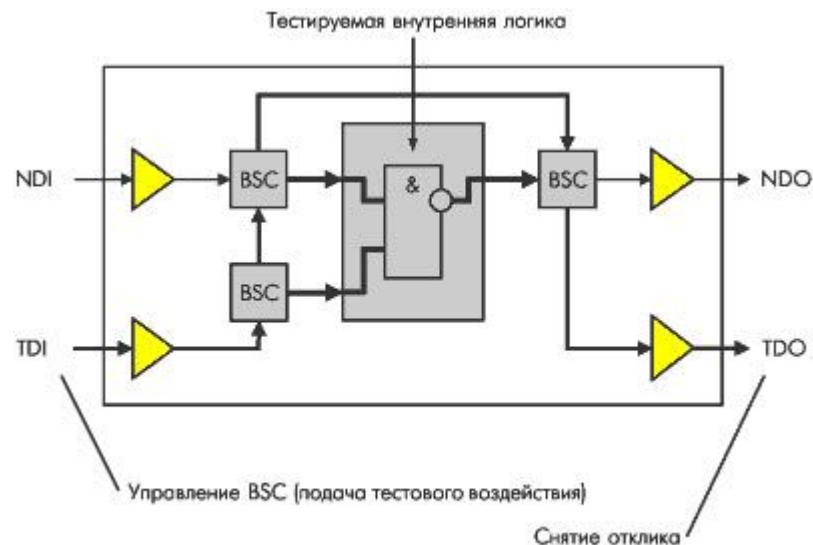 Тестируемая внутренняя логика
NDI
BSC
&
BSC
NDO
BSC
TDI
TDO
Управление BSC (подача тестового воздействия)
Снятие отклика